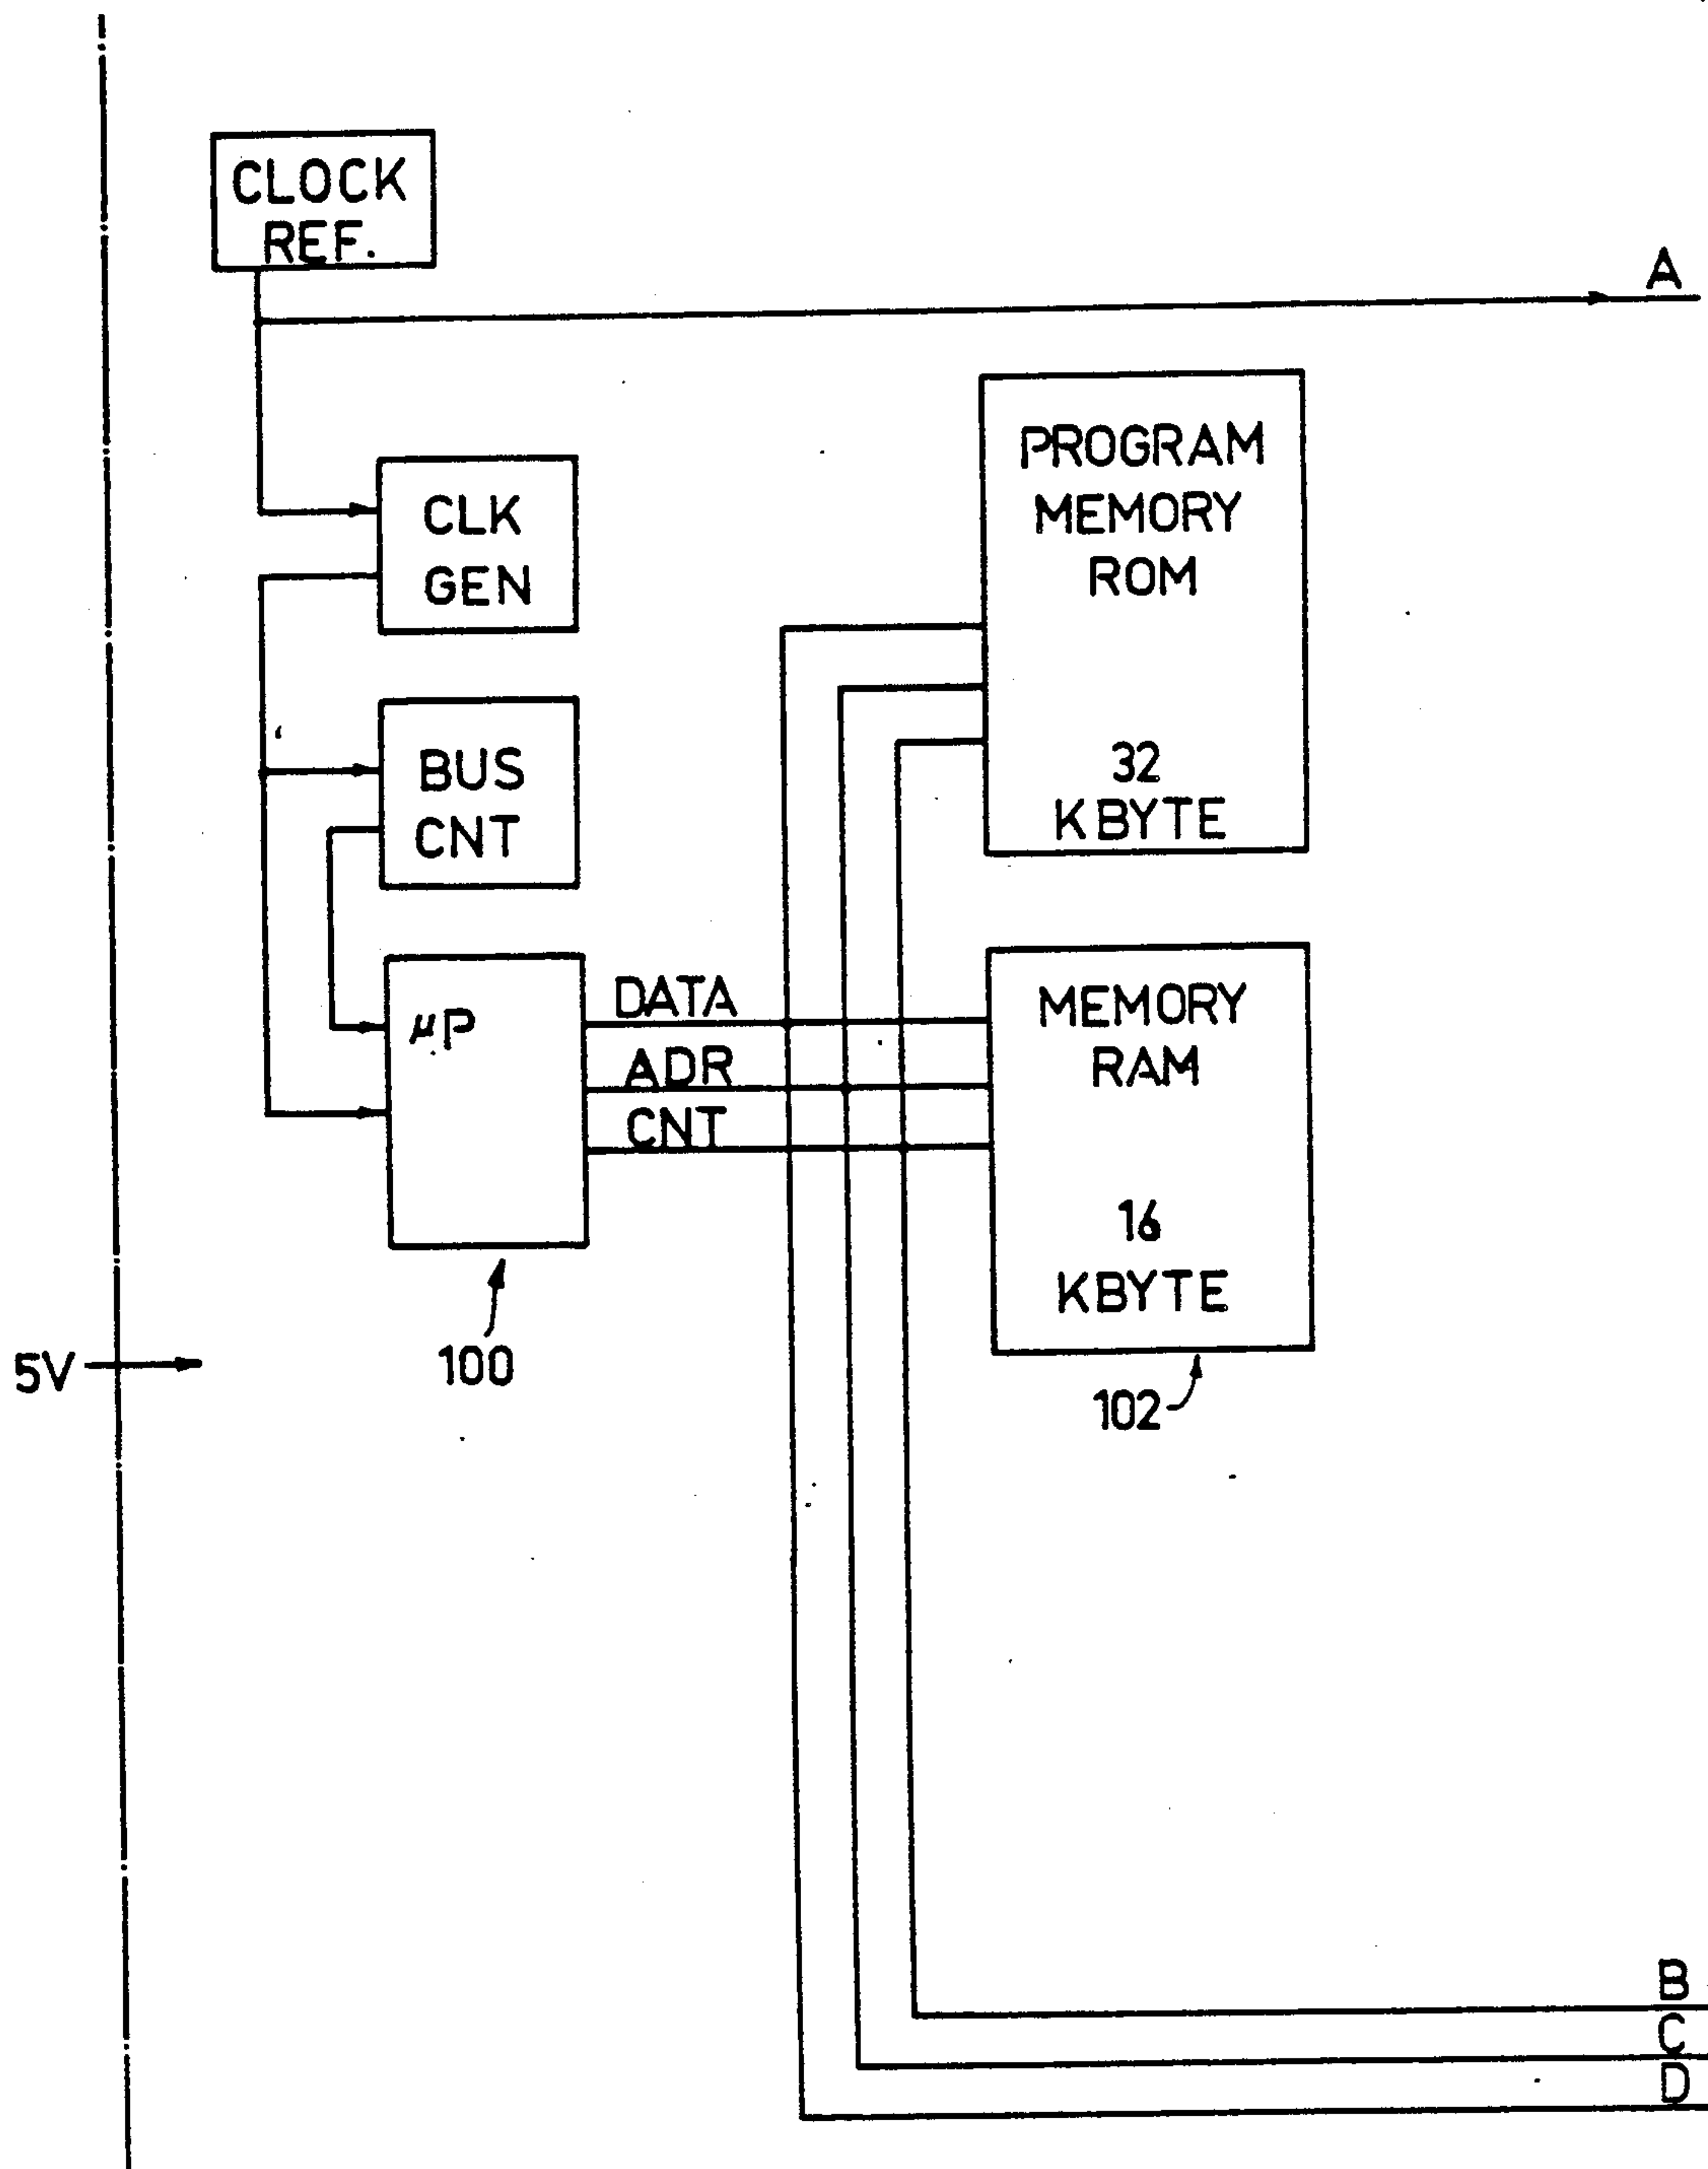 CLOCK
REF.
A
CLK
GEN
PROGRAM
MEMORY
ROM
32
KBYTE
BUS
CNT
µP
DATA
ADR
CNT
MEMORY
RAM
16
KBYTE
100
102
5V
B
C
D